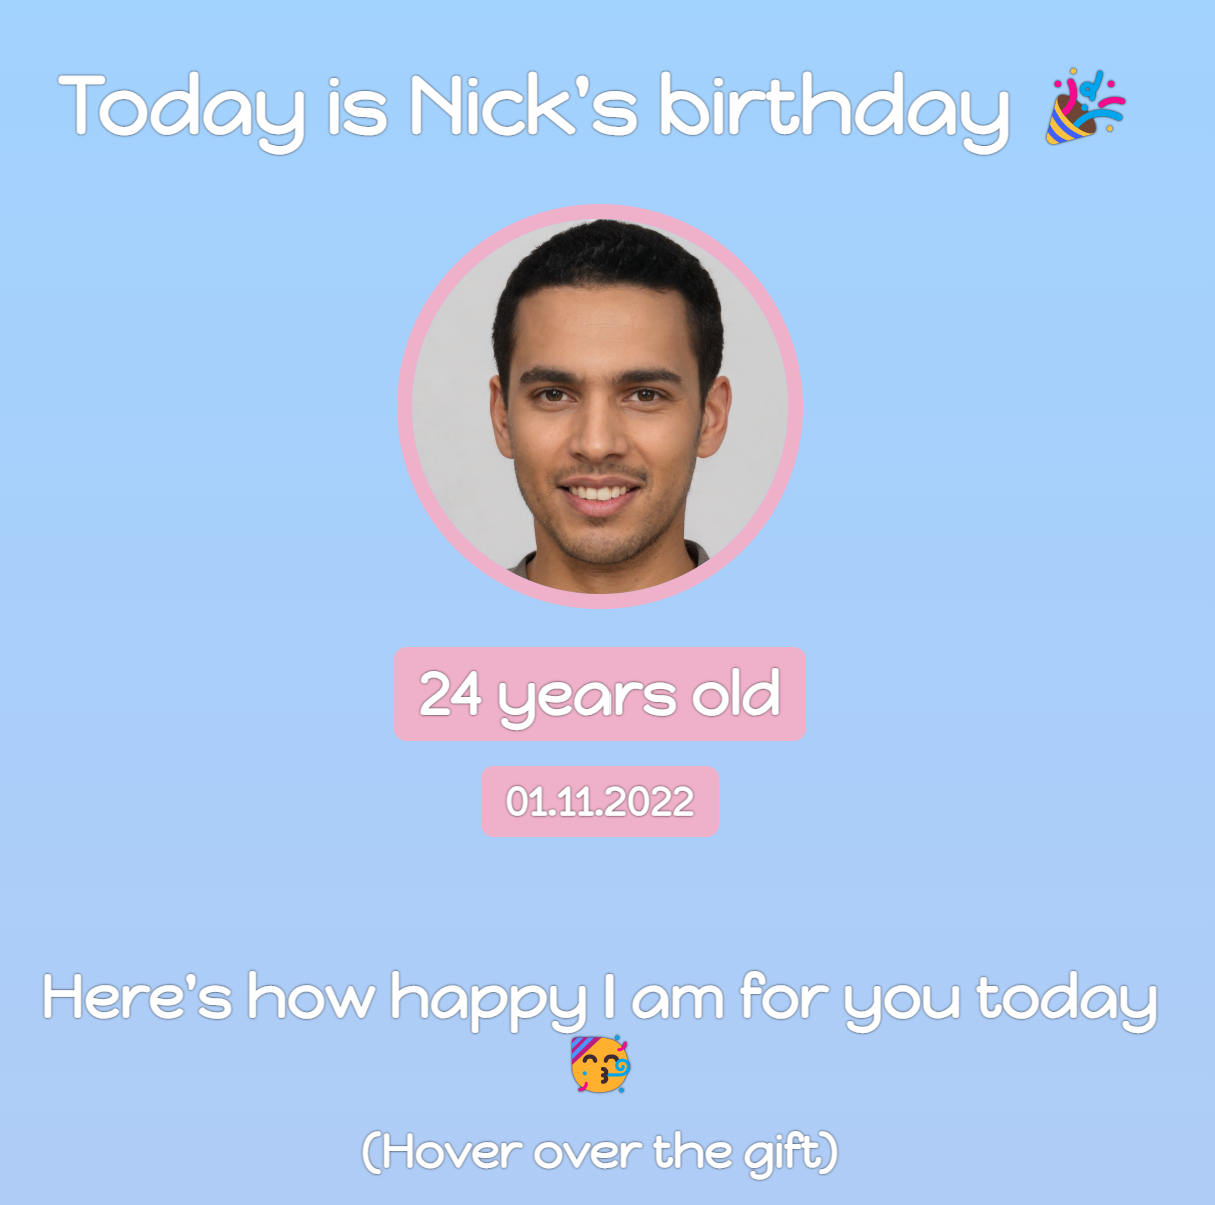 Today is Nick's birthday 🎉
24 years old
01.11.2022
Here's how happy I am for you today
🥳
(Hover over the gift)